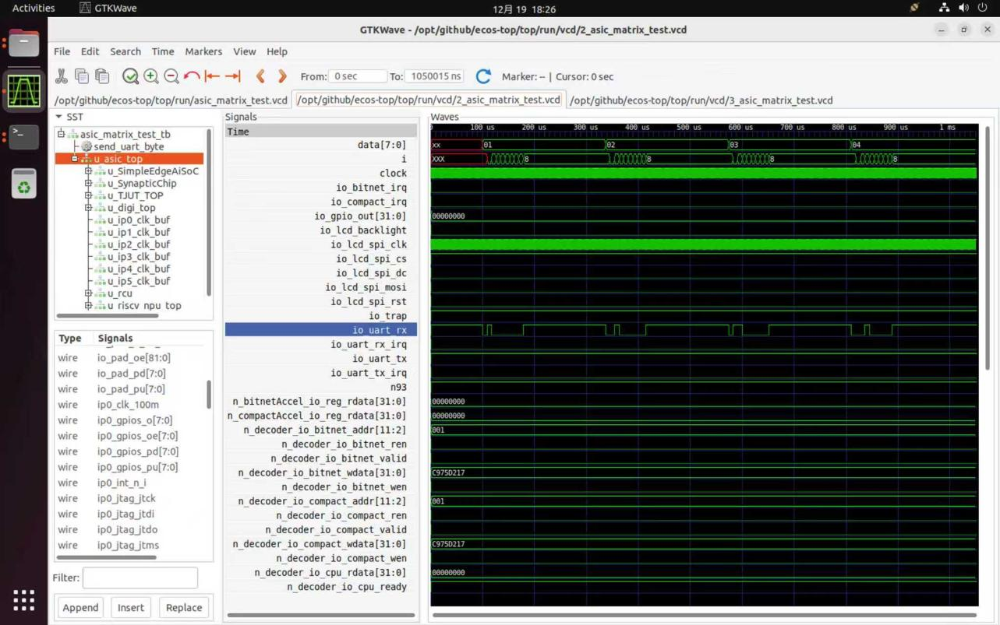 Activities GTKWave 12月 19 18:26
GTKWave - /opt/github/ecos-top/top/run/vcd/2_asic_matrix_test.vcd
File Edit Search Time Markers View Help
From: 0 sec To: 1050015 ns Marker: -- | Cursor: 0 sec
/opt/github/ecos-top/top/run/asic_matrix_test.vcd /opt/github/ecos-top/top/run/vcd/2_asic_matrix_test.vcd /opt/github/ecos-top/top/run/vcd/3_asic_matrix_test.vcd
SST
asic_matrix_test_tb
send_uart_byte
u_asic_top
u_SimpleEdgeAiSoC
u_SynapticChip
u_TJUT_TOP
u_digi_top
u_ip0_clk_buf
u_ip1_clk_buf
u_ip2_clk_buf
u_ip3_clk_buf
u_ip4_clk_buf
u_ip5_clk_buf
u_rcu
u_riscv_npu_top
Type Signals
wire io_pad_oe[81:0]
wire io_pad_pd[7:0]
wire io_pad_pu[7:0]
wire ip0_clk_100m
wire ip0_gpios_o[7:0]
wire ip0_gpios_oe[7:0]
wire ip0_gpios_pd[7:0]
wire ip0_gpios_pu[7:0]
wire ip0_int_n_i
wire ip0_jtag_jtck
wire ip0_jtag_jtdi
wire ip0_jtag_jtdo
wire ip0_jtag_jtms
Filter:
Append Insert Replace
Signals
Time
data[7:0]
i
clock
io_bitnet_irq
io_compact_irq
io_gpio_out[31:0]
io_lcd_backlight
io_lcd_spi_clk
io_lcd_spi_cs
io_lcd_spi_dc
io_lcd_spi_mosi
io_lcd_spi_rst
io_trap
io_uart_rx
io_uart_rx_irq
io_uart_tx
io_uart_tx_irq
n93
n_bitnetAccel_io_reg_rdata[31:0]
n_compactAccel_io_reg_rdata[31:0]
n_decoder_io_bitnet_addr[11:2]
n_decoder_io_bitnet_ren
n_decoder_io_bitnet_valid
n_decoder_io_bitnet_wdata[31:0]
n_decoder_io_bitnet_wen
n_decoder_io_compact_addr[11:2]
n_decoder_io_compact_ren
n_decoder_io_compact_valid
n_decoder_io_compact_wdata[31:0]
n_decoder_io_compact_wen
n_decoder_io_cpu_rdata[31:0]
n_decoder_io_cpu_ready
Waves
100 us 200 us 300 us 400 us 500 us 600 us 700 us 800 us 900 us 1 ms
xx 01 02 03 04
XXX 8 8 8 8
00000000
00000000
00000000
001
C975D217
001
C975D217
00000000